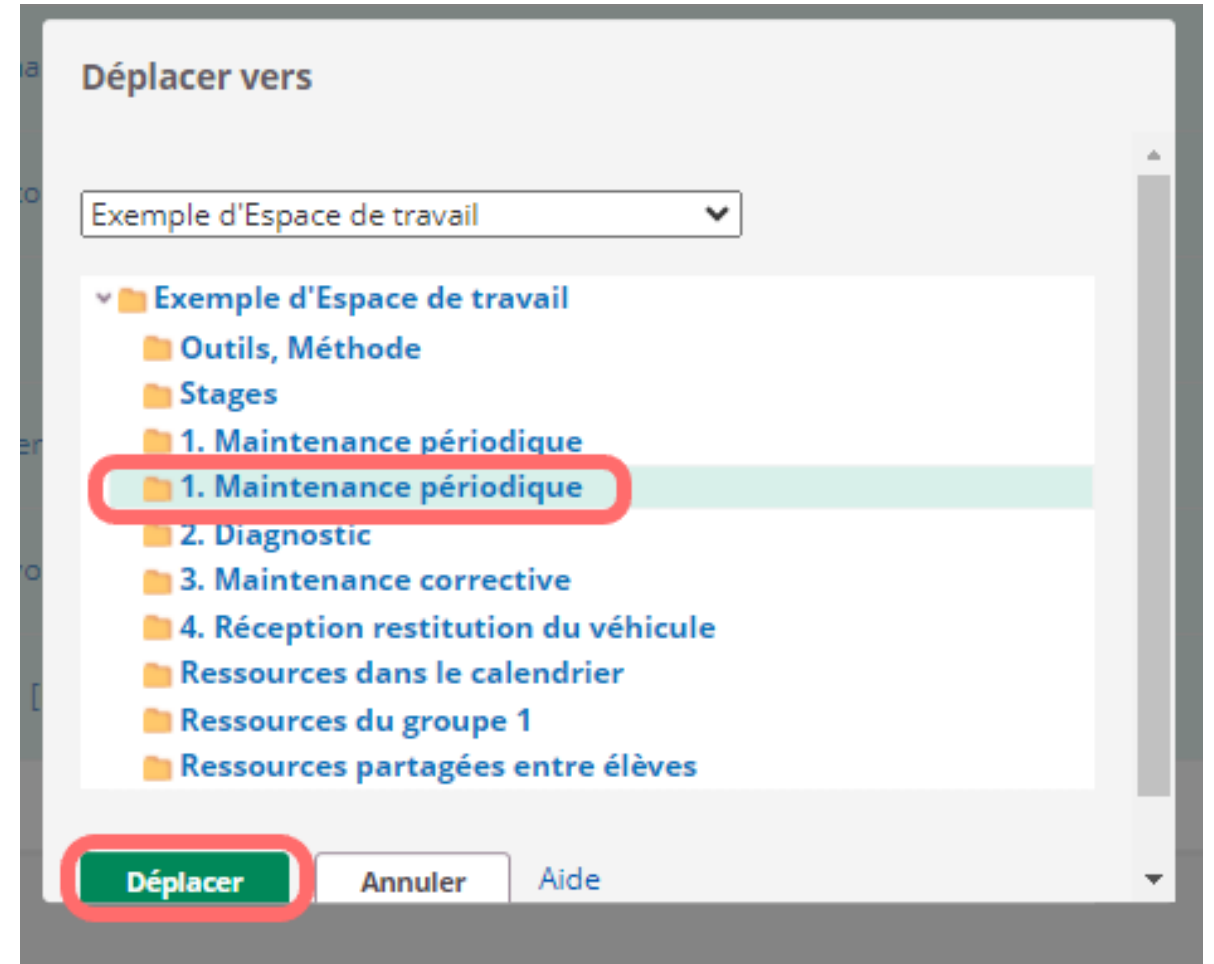 Déplacer vers
Exemple d'Espace de travail
Exemple d'Espace de travail
Outils, Méthode
Stages
1. Maintenance périodique
1. Maintenance périodique
2. Diagnostic
3. Maintenance corrective
4. Réception restitution du véhicule
Ressources dans le calendrier
Ressources du groupe 1
Ressources partagées entre élèves
Déplacer Annuler Aide